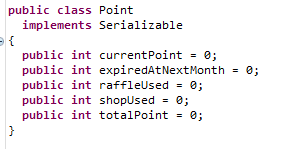 public class Point
  implements Serializable
{
  public int currentPoint = 0;
  public int expiredAtNextMonth = 0;
  public int raffleUsed = 0;
  public int shopUsed = 0;
  public int totalPoint = 0;
}